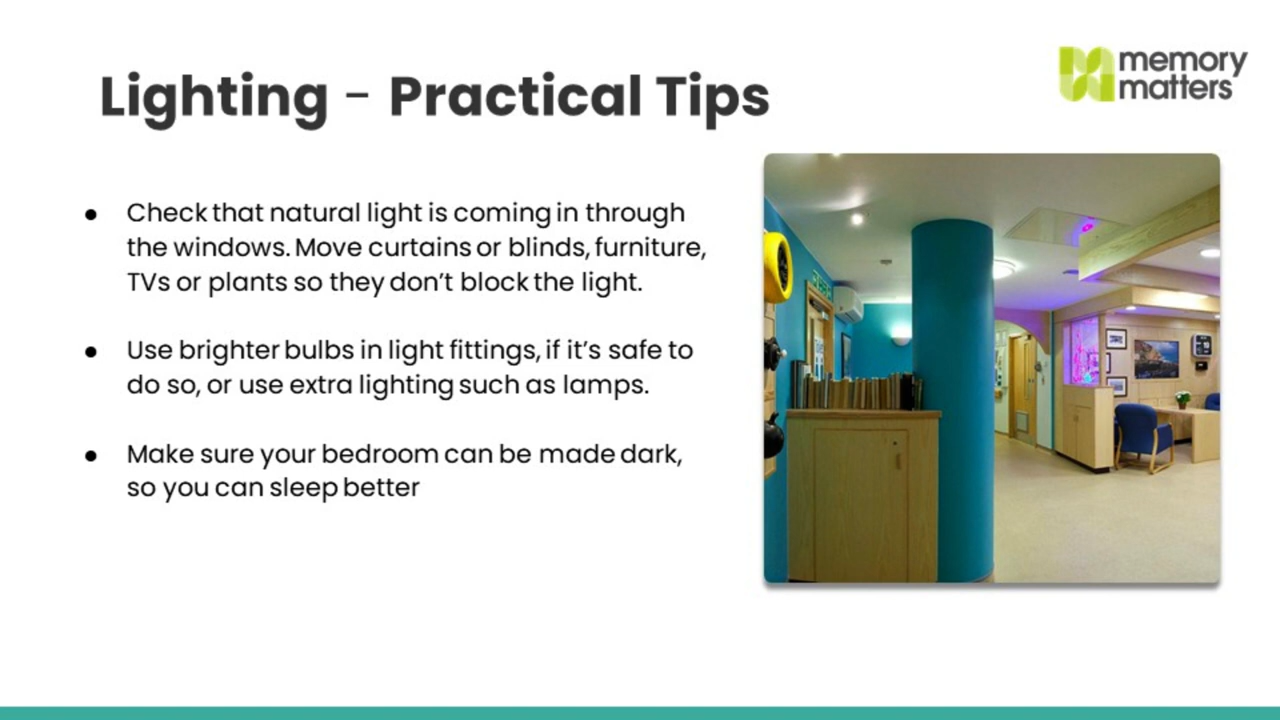 memory
matters
Lighting - Practical Tips
● Check that natural light is coming in through
the windows. Move curtains or blinds, furniture,
TVs or plants so they don't block the light.
● Use brighter bulbs in light fittings, if it's safe to
do so, or use extra lighting such as lamps.
● Make sure your bedroom can be made dark,
so you can sleep better